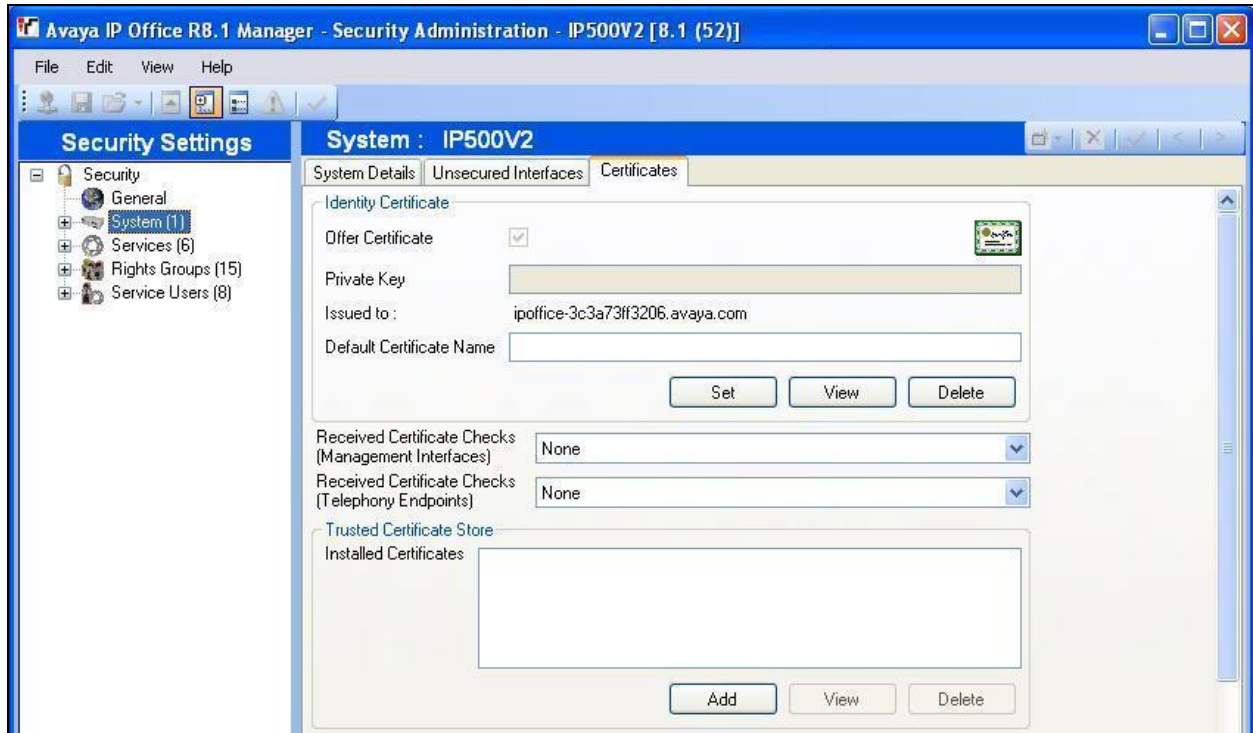 Avaya IP Office R8.1 Manager - Security Administration - IP500V2 [8.1 (52)]
File Edit View Help
Security Settings
System : IP500V2
Security
General
System (1)
Services (6)
Rights Groups (15)
Service Users (8)
System Details Unsecured Interfaces Certificates
Identity Certificate
Offer Certificate
Private Key
Issued to : ipoffice-3c3a73ff3206.avaya.com
Default Certificate Name
Set View Delete
Received Certificate Checks
(Management Interfaces)
None
Received Certificate Checks
(Telephony Endpoints)
None
Trusted Certificate Store
Installed Certificates
Add View Delete